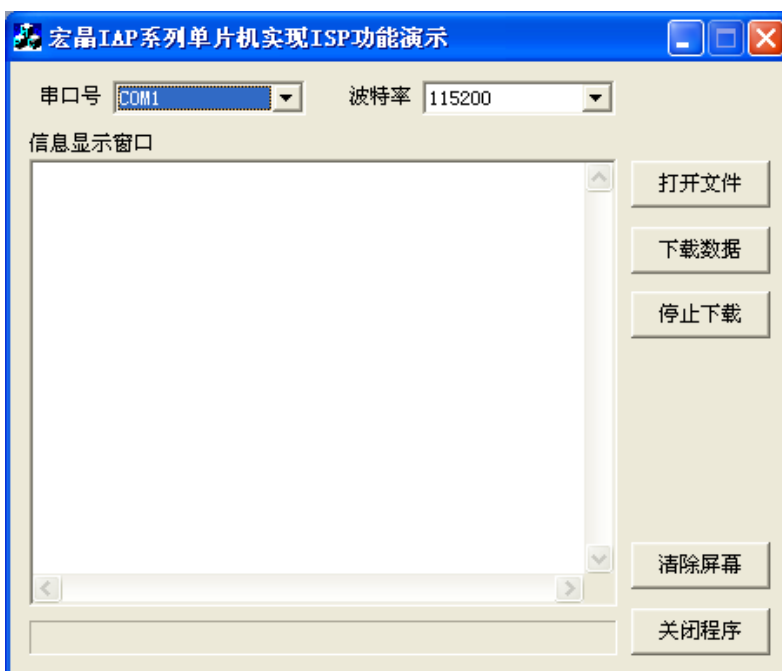 宏晶IAP系列单片机实现ISP功能演示
串口号 COM1 波特率 115200
信息显示窗口
打开文件
下载数据
停止下载
清除屏幕
关闭程序